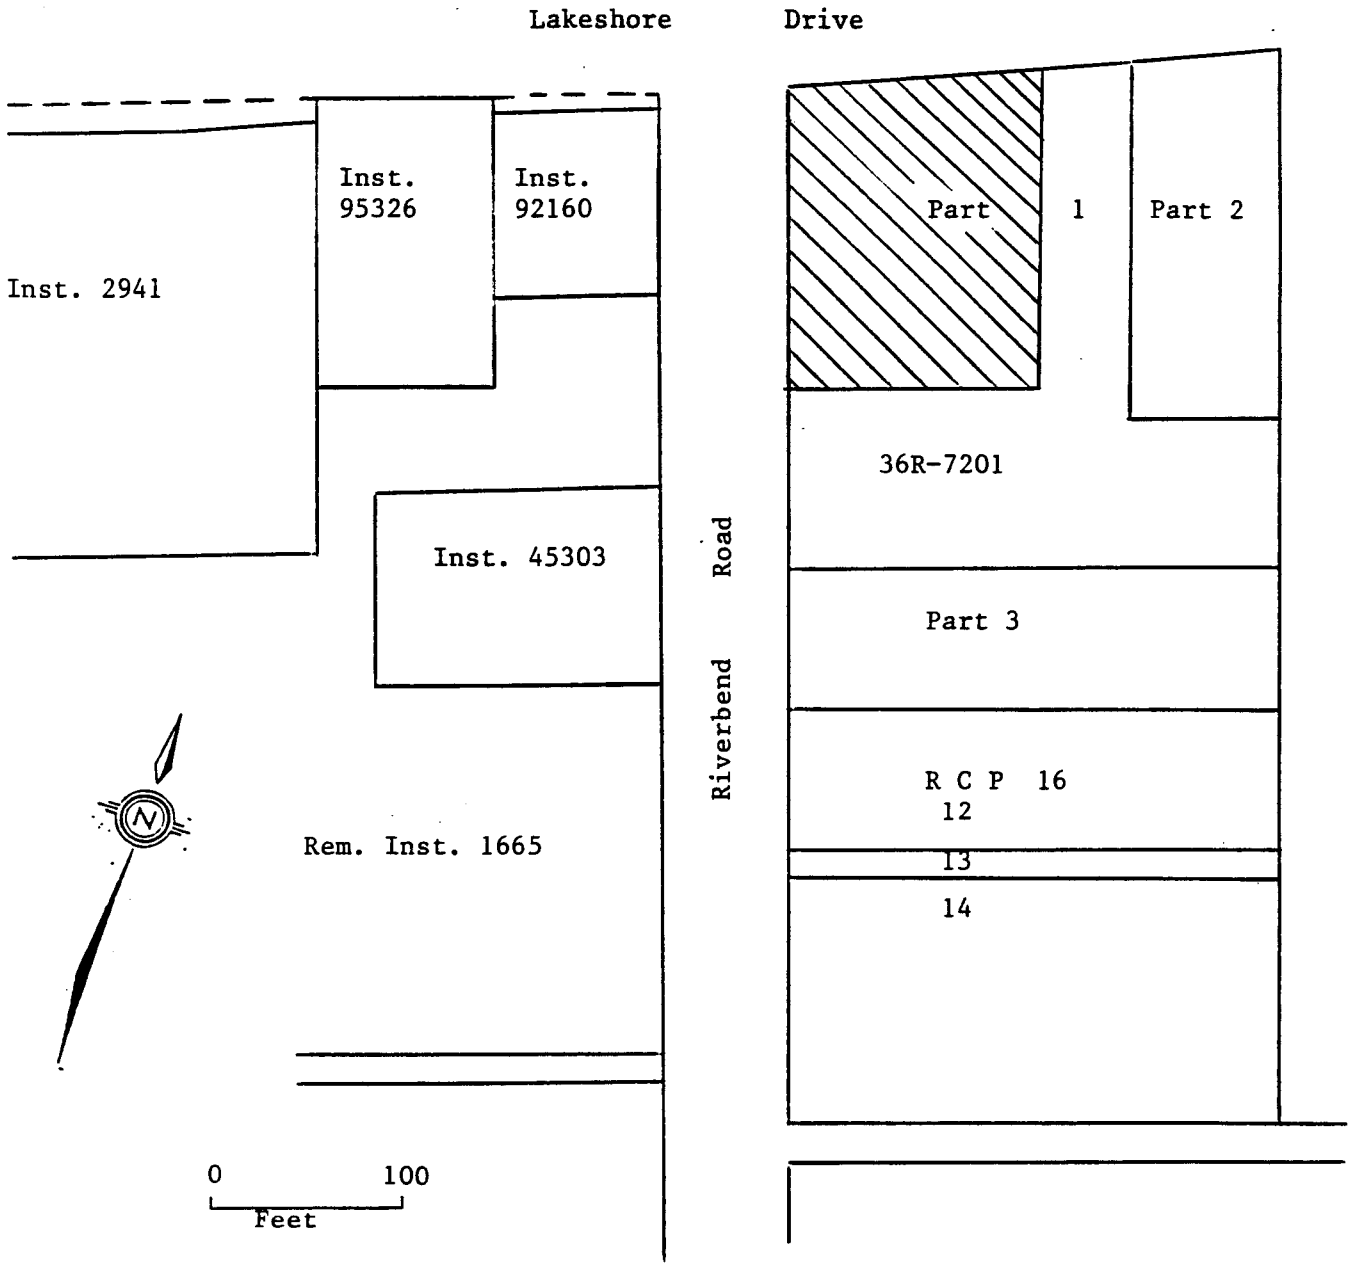 Lakeshore Drive
Inst.
95326
Inst.
92160
Part 1
Part 2
Inst. 2941
36R-7201
Inst. 45303
Riverbend Road
Part 3
R C P 16
12
13
14
Rem. Inst. 1665
N
0 100
Feet